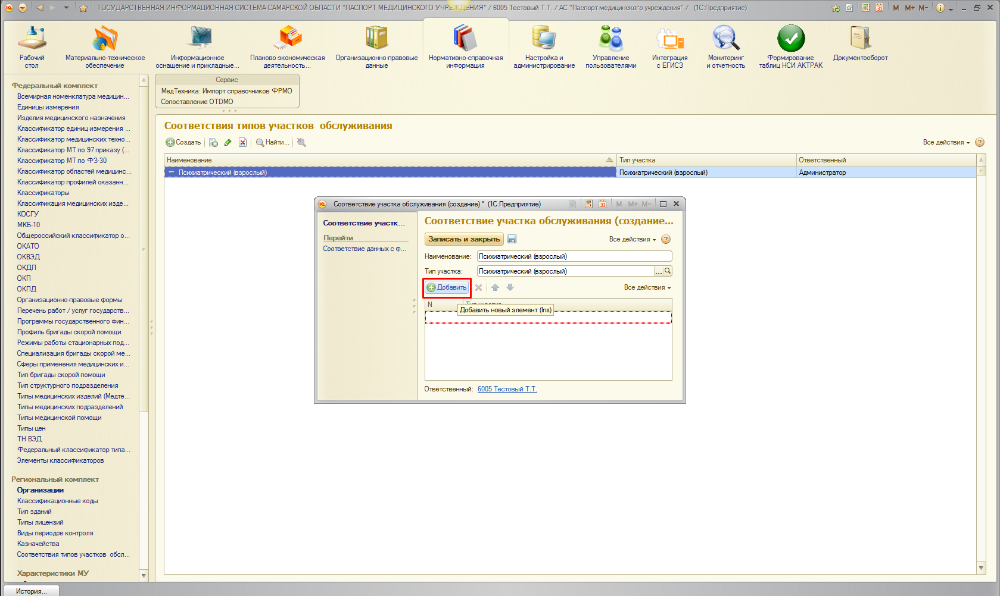 ГОСУДАРСТВЕННАЯ ИНФОРМАЦИОННАЯ СИСТЕМА САМАРСКОЙ ОБЛАСТИ "ПАСПОРТ МЕДИЦИНСКОГО УЧРЕЖДЕНИЯ" / 6005 Тестовый Т.Т. / АС "Паспорт медицинского учреждения" / (1С:Предприятие)
M M+ M-
Рабочий
стол
Материально-техническое
обеспечение
Информационное
оснащение и прикладные...
Планово-экономическая
деятельность...
Организационно-правовые
данные
Нормативно-справочная
информация
Настройка и
администрирование
Управление
пользователями
Интеграция
с ЕГИСЗ
Мониторинг
и отчетность
Формирование
таблиц НСИ АКТРАК
Документооборот
Федеральный комплект
Всемирная номенклатура медицин...
Единицы измерения
Изделия медицинского назначения
Классификатор единиц измерения ...
Классификатор медицинских техно...
Классификатор МТ по 97 приказу (...
Классификатор МТ по ФЗ-30
Классификатор областей медицинс...
Классификатор профилей оказанн...
Классификаторы
Классификация медицинских изде...
КОСГУ
МКБ-10
Общероссийский классификатор о...
ОКАТО
ОКВЭД
ОКДП
ОКП
ОКПД
Организационно-правовые формы
Перечень работ / услуг государств...
Программы государственного фин...
Профиль бригады скорой помощи
Режимы работы стационарных под...
Специализация бригады скорой ме...
Сферы применения медицинских и...
Тип бригады скорой помощи
Тип структурного подразделения
Типы медицинских изделий (Медте...
Типы медицинских подразделений
Типы медицинской помощи
Типы цен
ТН ВЭД
Федеральный классификатор типа...
Элементы классификаторов
Региональный комплект
Организации
Классификационные коды
Тип зданий
Типы лицензий
Виды периодов контроля
Казначейства
Соответствия типов участков обсл...
Характеристики МУ
История...
Сервис
МедТехника: Импорт справочников ФРМО
Сопоставление OTDMO
Соответствия типов участков обслуживания
Создать
Найти...
Все действия
Наименование Тип участка Ответственный
Психиатрический (взрослый) Психиатрический (взрослый) Администратор
Соответствие участка обслуживания (создание) * (1С:Предприятие)
31 M M+ M-
Соответствие участк...
Перейти
Соответствие данных с ф...
Соответствие участка обслуживания (создание...
Записать и закрыть
Все действия
Наименование: Психиатрический (взрослый)
Тип участка: Психиатрический (взрослый)
Добавить
Все действия
N
Добавить новый элемент (Ins)
Ответственный: 6005 Тестовый Т.Т.